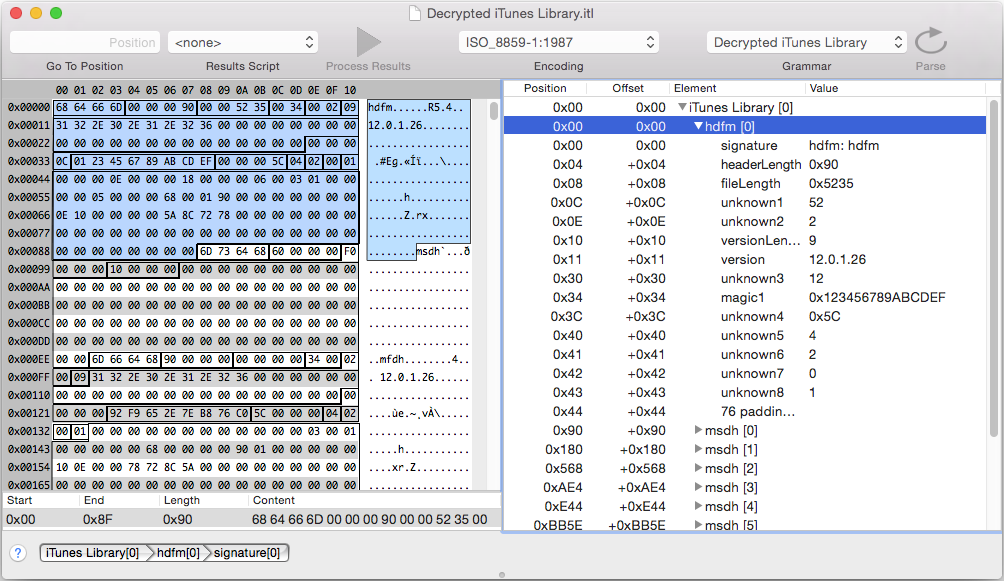 Decrypted iTunes Library.itl
Position <none> ISO_8859-1:1987 Decrypted iTunes Library
Go To Position Results Script Process Results Encoding Grammar Parse
00 01 02 03 04 05 06 07 08 09 0A 0B 0C 0D 0E 0F 10
0x00000 68 64 66 6D 00 00 00 90 00 00 52 35 00 34 00 02 09 hdfm......R5.4..
0x00011 31 32 2E 30 2E 31 2E 32 36 00 00 00 00 00 00 00 00 12.0.1.26........
0x00022 00 00 00 00 00 00 00 00 00 00 00 00 00 00 00 00 00 .................
0x00033 0C 01 23 45 67 89 AB CD EF 00 00 00 5C 04 02 00 01 .#Eg.«Íï...\....
0x00044 00 00 00 0E 00 00 00 18 00 00 00 06 00 03 01 00 00 .................
0x00055 00 00 05 00 00 00 68 00 01 90 00 00 00 00 00 00 00 ......h..........
0x00066 0E 10 00 00 00 00 5A 8C 72 78 00 00 00 00 00 00 00 ......Z.rx.......
0x00077 00 00 00 00 00 00 00 00 00 00 00 00 00 00 00 00 00 .................
0x00088 00 00 00 00 00 00 00 00 6D 73 64 68 60 00 00 00 F0 ........msdh`...ð
0x00099 00 00 00 10 00 00 00 00 00 00 00 00 00 00 00 00 00 .................
0x000AA 00 00 00 00 00 00 00 00 00 00 00 00 00 00 00 00 00 .................
0x000BB 00 00 00 00 00 00 00 00 00 00 00 00 00 00 00 00 00 .................
0x000CC 00 00 00 00 00 00 00 00 00 00 00 00 00 00 00 00 00 .................
0x000DD 00 00 00 00 00 00 00 00 00 00 00 00 00 00 00 00 00 .................
0x000EE 00 00 6D 66 64 68 90 00 00 00 00 00 00 00 34 00 02 ..mfdh........4..
0x000FF 00 09 31 32 2E 30 2E 31 2E 32 36 00 00 00 00 00 00 . 12.0.1.26......
0x00110 00 00 00 00 00 00 00 00 00 00 00 00 00 00 00 00 00 .................
0x00121 00 00 00 92 F9 65 2E 7E B8 76 C0 5C 00 00 00 04 02 ....ùe.~¸vÀ\.....
0x00132 00 01 00 00 00 00 00 00 00 00 00 00 00 00 03 00 01 .................
0x00143 00 00 00 00 00 68 00 00 00 00 90 01 00 00 00 00 00 .....h...........
0x00154 10 0E 00 00 78 72 8C 5A 00 00 00 00 00 00 00 00 00 ....xr.Z.........
0x00165 00 00 00 00 00 00 00 00 00 00 00 00 00 00 00 00 00
Start End Length Content
0x00 0x8F 0x90 68 64 66 6D 00 00 00 90 00 00 52 35 00
Position Offset Element Value
0x00 0x00 iTunes Library [0]
0x00 0x00 hdfm [0]
0x00 +0x00 signature hdfm: hdfm
0x04 +0x04 headerLength 0x90
0x08 +0x08 fileLength 0x5235
0x0C +0x0C unknown1 52
0x0E +0x0E unknown2 2
0x10 +0x10 versionLen... 9
0x11 +0x11 version 12.0.1.26
0x30 +0x30 unknown3 12
0x34 +0x34 magic1 0x123456789ABCDEF
0x3C +0x3C unknown4 0x5C
0x40 +0x40 unknown5 4
0x41 +0x41 unknown6 2
0x42 +0x42 unknown7 0
0x43 +0x43 unknown8 1
0x44 +0x44 76 paddin...
0x90 +0x90 msdh [0]
0x180 +0x180 msdh [1]
0x568 +0x568 msdh [2]
0xAE4 +0xAE4 msdh [3]
0xE44 +0xE44 msdh [4]
0xBB5E +0xBB5E msdh [5]
? iTunes Library[0] hdfm[0] signature[0]